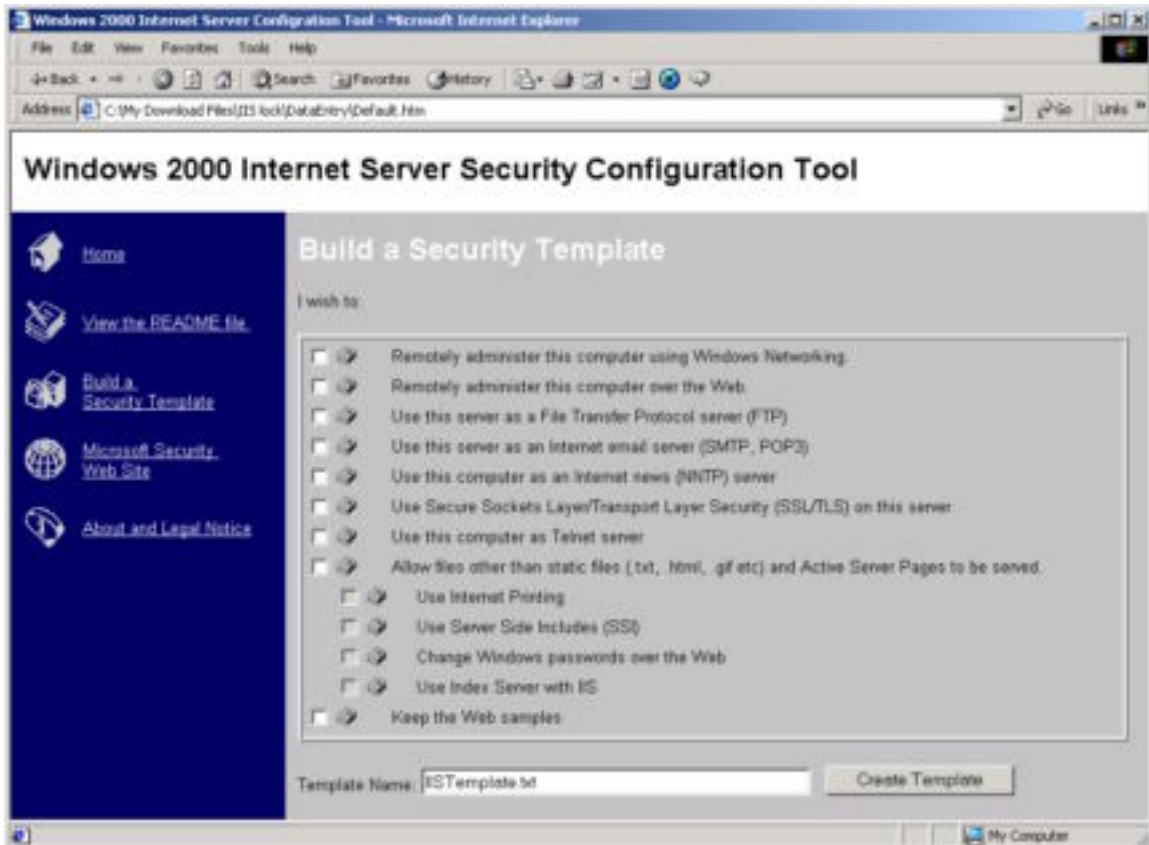 Windows 2000 Internet Server Configration Tool - Microsoft Internet Explorer
File Edit View Favorites Tools Help
Back Search Favorites History
Address C:\My Download Files\IIS lock\DataEntry\Default.htm Go Links »
Windows 2000 Internet Server Security Configuration Tool
Home
View the README file.
Build a
Security Template
Microsoft Security
Web Site
About and Legal Notice
Build a Security Template
I wish to:
Remotely administer this computer using Windows Networking.
Remotely administer this computer over the Web.
Use this server as a File Transfer Protocol server (FTP)
Use this server as an Internet email server (SMTP, POP3)
Use this computer as an Internet news (NNTP) server
Use Secure Sockets Layer/Transport Layer Security (SSL/TLS) on this server
Use this computer as Telnet server
Allow files other than static files (.txt, .html, .gif etc) and Active Server Pages to be served.
Use Internet Printing
Use Server Side Includes (SSI)
Change Windows passwords over the Web
Use Index Server with IIS
Keep the Web samples
Template Name: IISTemplate.txt Create Template
My Computer